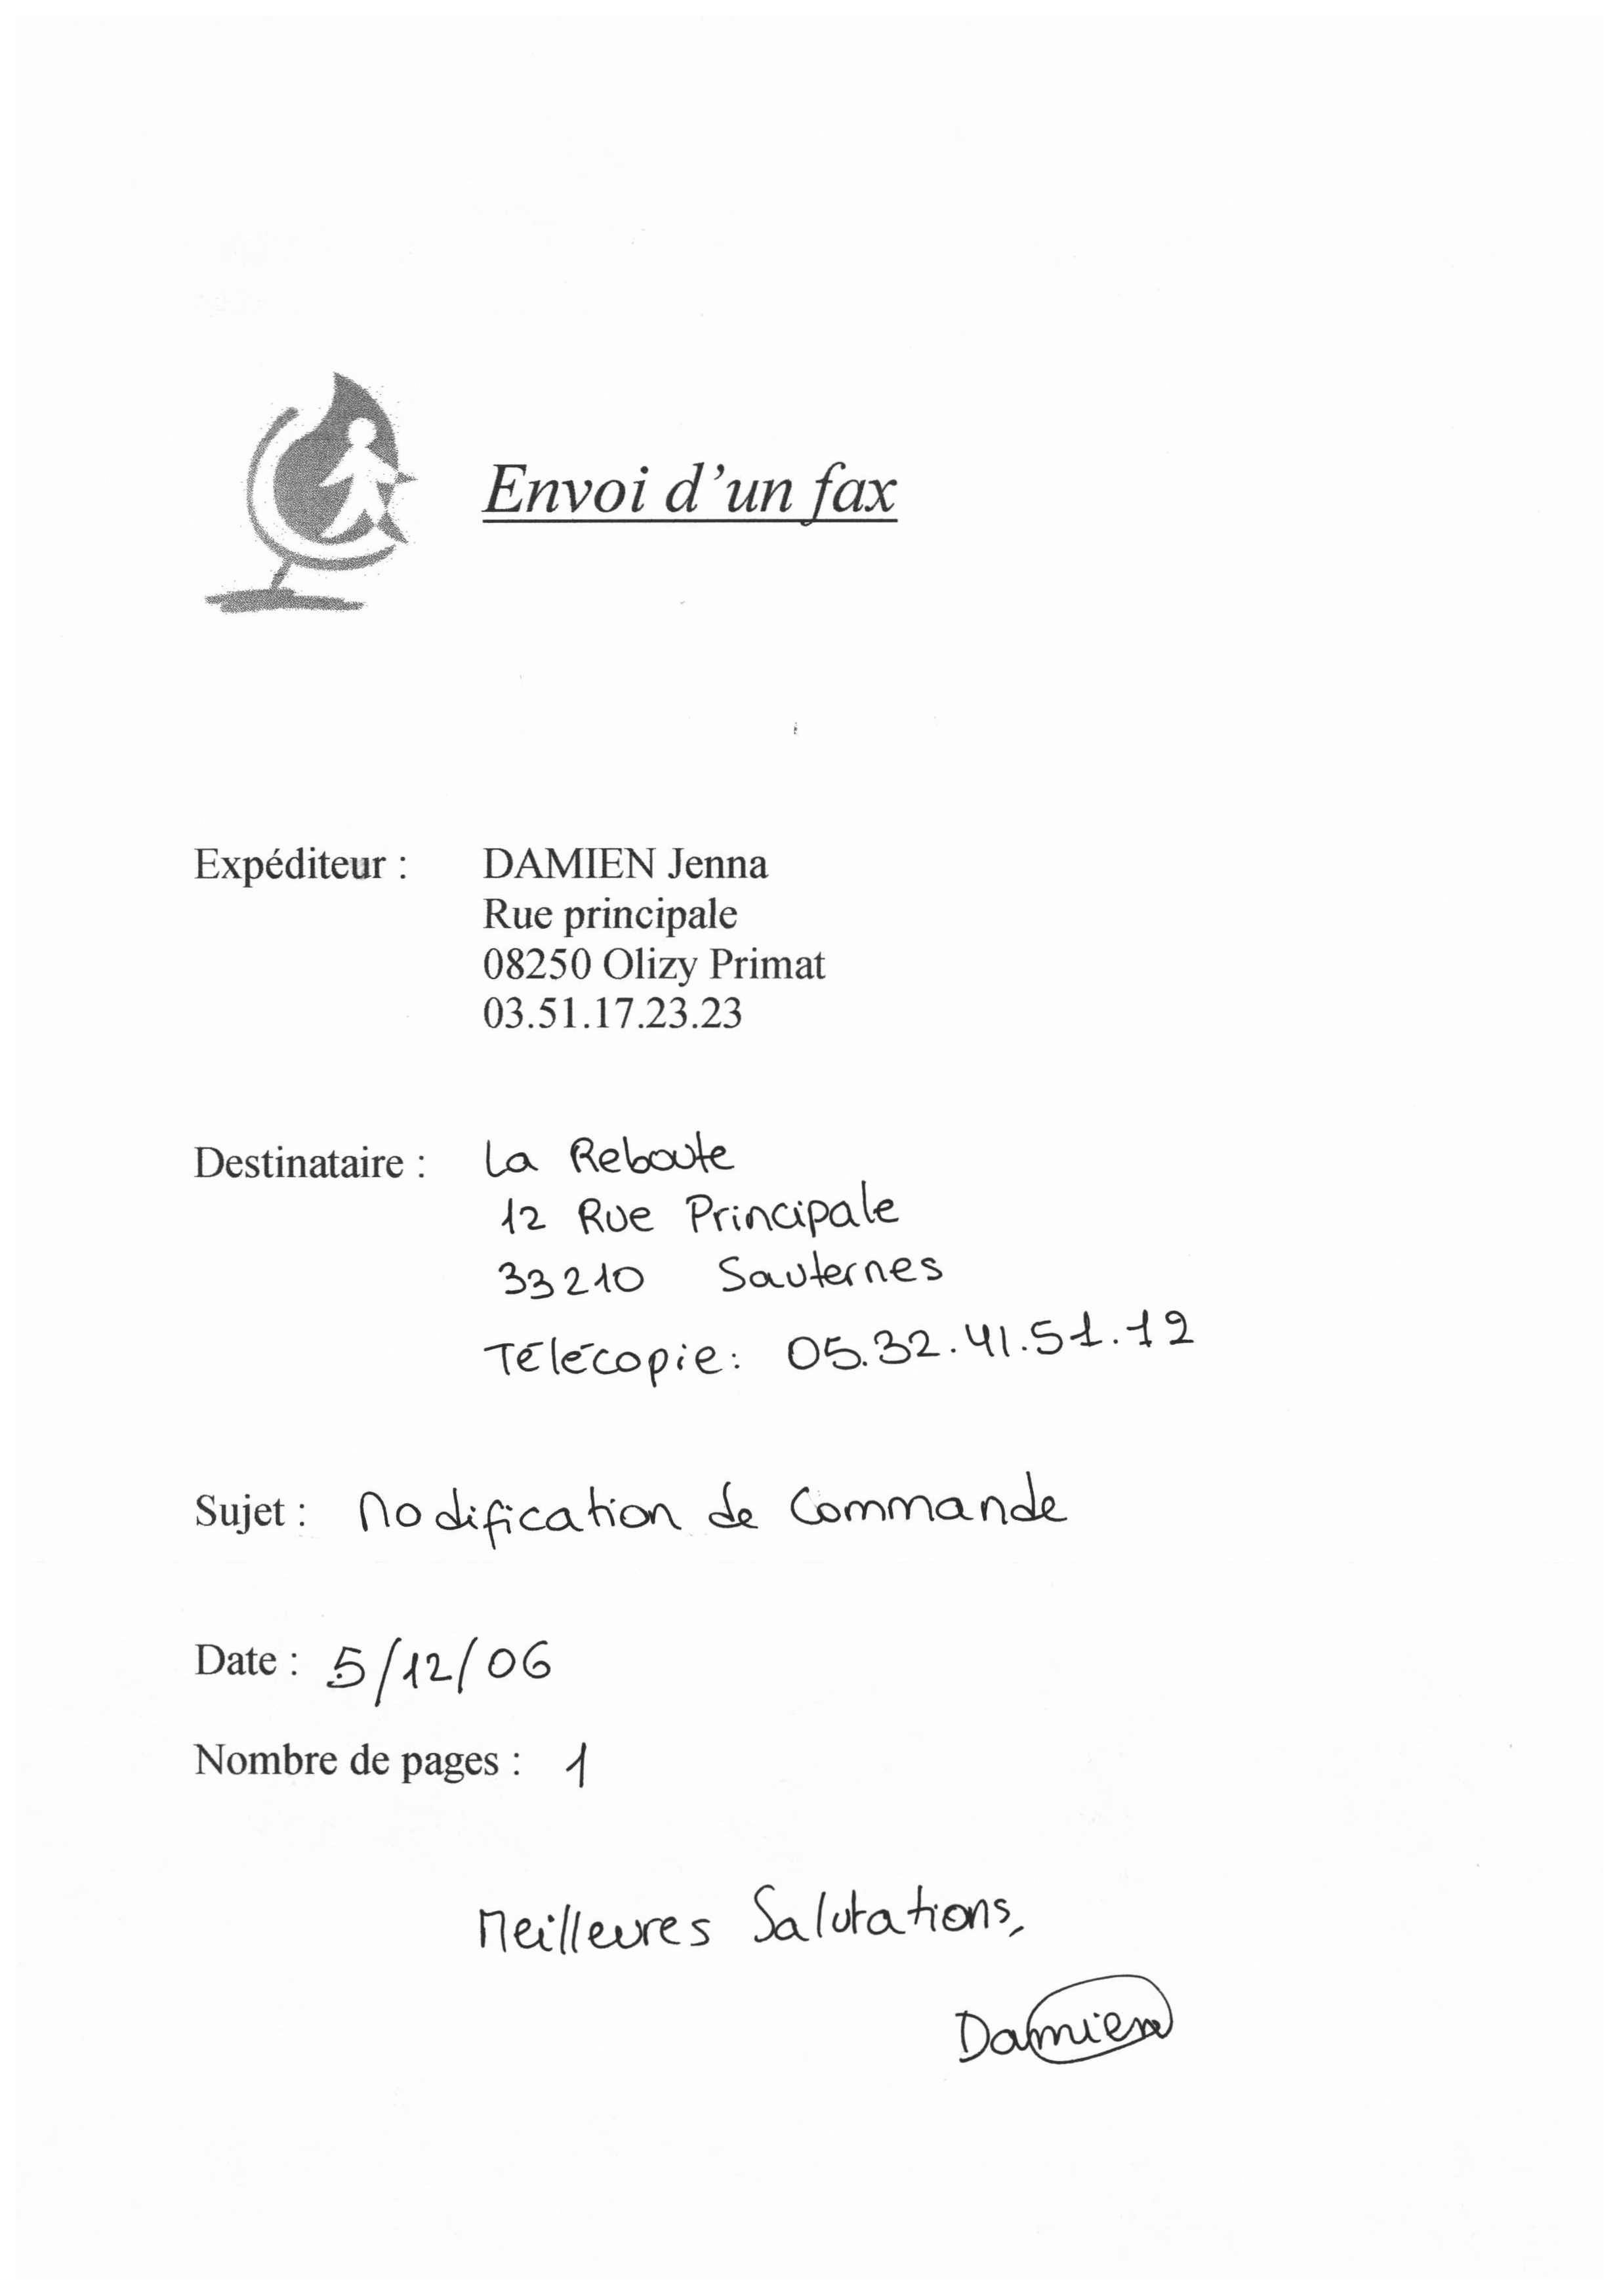 Envoi d'un fax
Expéditeur : DAMIEN Jenna
Rue principale
08250 Olizy Primat
03.51.17.23.23
Destinataire : La Reboute
12 Rue Principale
33210 Sauternes
Télécopie: 05.32.41.51.12
Sujet : Modification de Commande
Date : 5/12/06
Nombre de pages : 1
Meilleures Salutations,
Damien